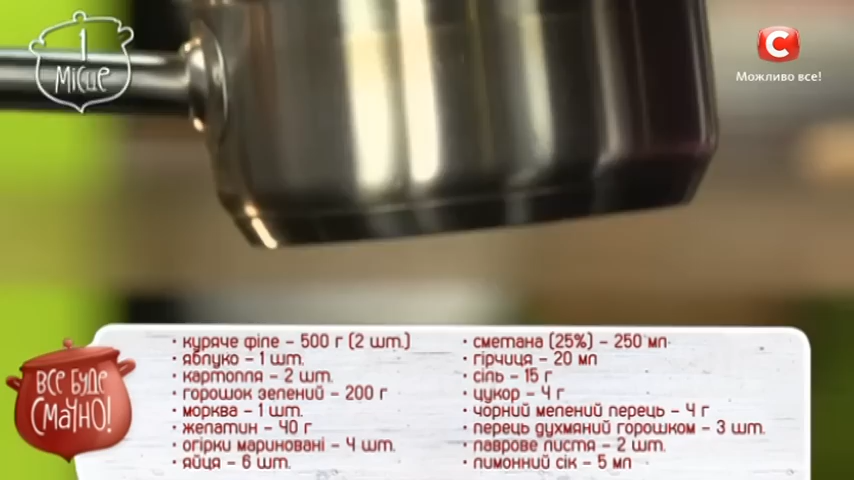 1
Місце
Можливо все!
• куряче філе – 500 г (2 шт.)
• яблуко – 1 шт.
• картопля – 2 шт.
• горошок зелений – 200 г
• морква – 1 шт.
• желатин – 40 г
• огірки мариновані – 4 шт.
• яйця – 6 шт.
• сметана (25%) – 250 мл
• гірчиця – 20 мл
• сіль – 15 г
• цукор – 4 г
• чорний мелений перець – 4 г
• перець духмяний горошком – 3 шт.
• лаврове листя – 2 шт.
• лимонний сік – 5 мл
ВСЕ БУДЕ
СМАЧНО!